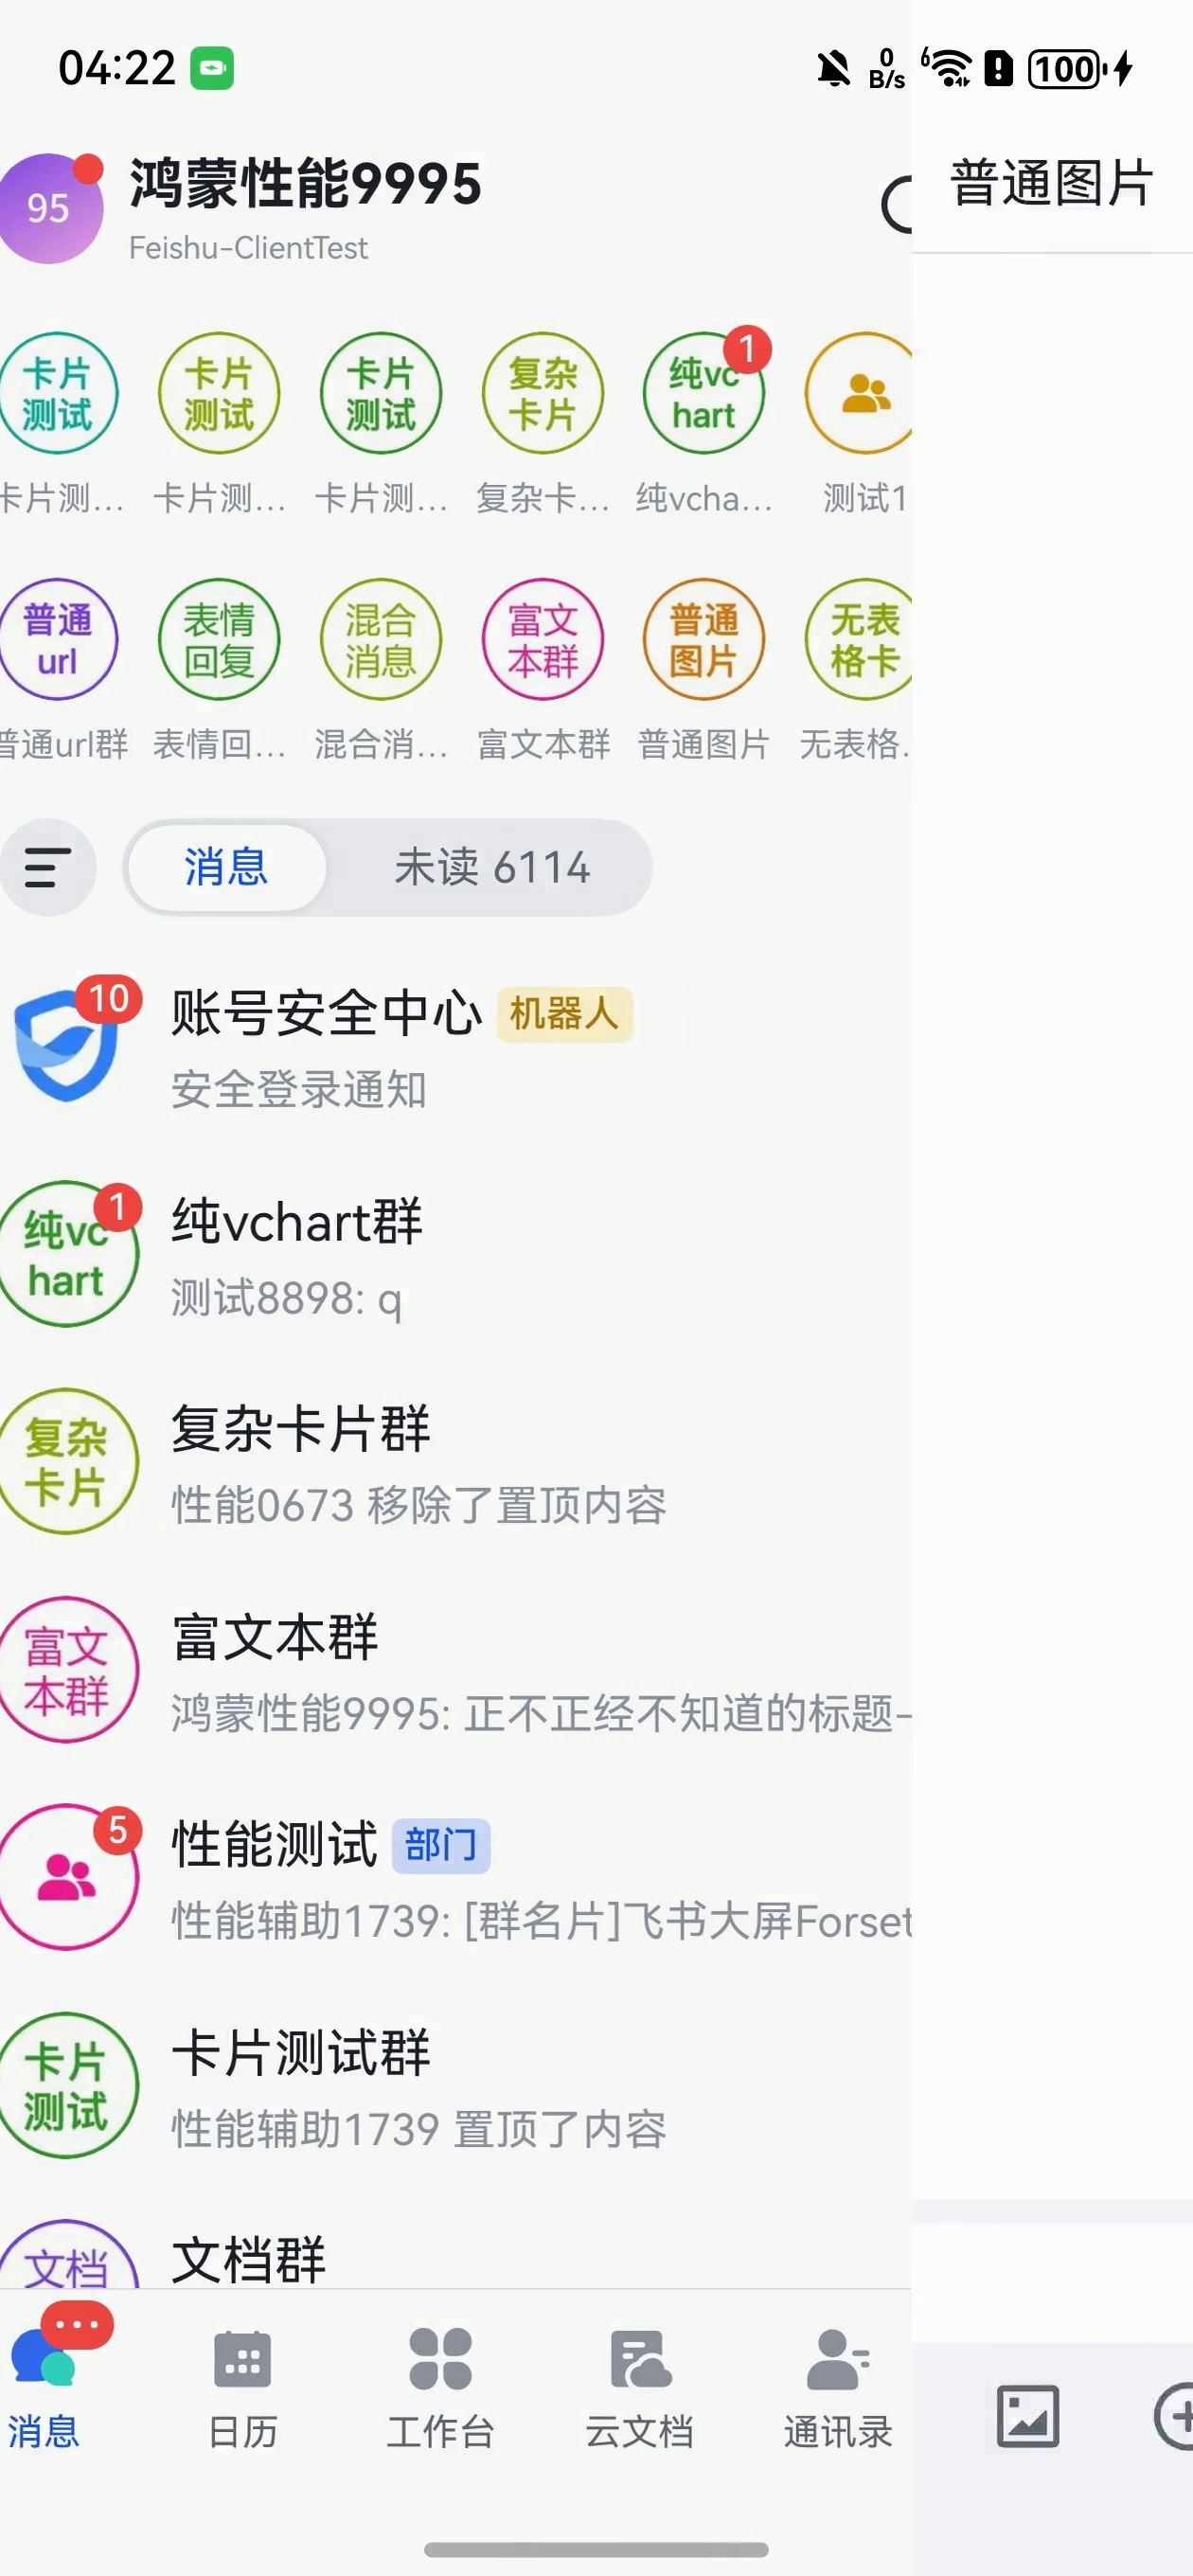 04:22
0
B/s
6
100
95
鸿蒙性能9995
Feishu-ClientTest
普通图片
卡片
测试
卡片
测试
卡片
测试
复杂
卡片
纯vc
hart
1
卡片测...
卡片测...
卡片测...
复杂卡...
纯vcha...
测试1
普通
url
表情
回复
混合
消息
富文
本群
普通
图片
无表
格卡
普通url群
表情回...
混合消...
富文本群
普通图片
无表格.
消息
未读 6114
10
账号安全中心
机器人
安全登录通知
纯vc
hart
1
纯vchart群
测试8898: q
复杂
卡片
复杂卡片群
性能0673 移除了置顶内容
富文
本群
富文本群
鸿蒙性能9995: 正不正经不知道的标题-
5
性能测试
部门
性能辅助1739: [群名片]飞书大屏Forset
卡片
测试
卡片测试群
性能辅助1739 置顶了内容
文档
文档群
消息
日历
工作台
云文档
通讯录